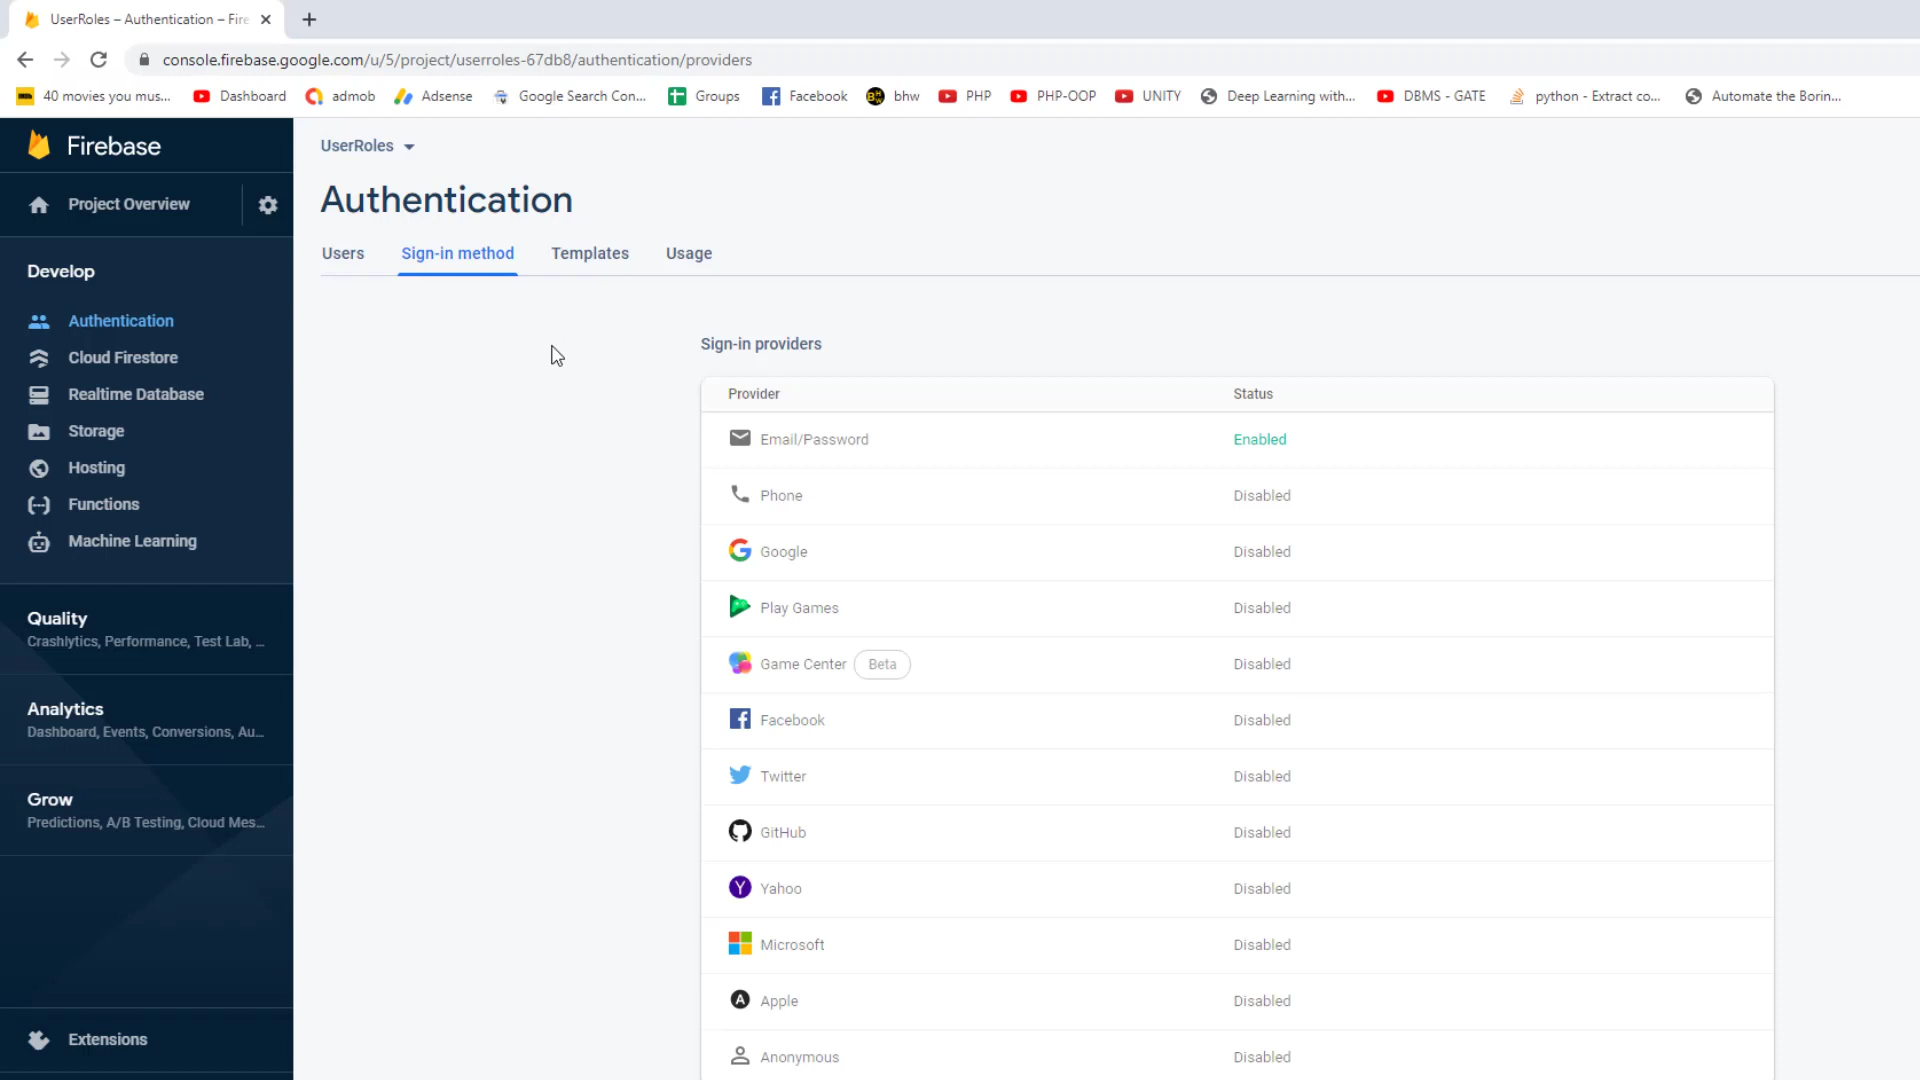 UserRoles – Authentication – Fire
console.firebase.google.com/u/5/project/userroles-67db8/authentication/providers
40 movies you mus... Dashboard admob Adsense Google Search Con... Groups Facebook bhw PHP PHP-OOP UNITY Deep Learning with... DBMS - GATE python - Extract co... Automate the Borin...
Firebase
Project Overview
Develop
Authentication
Cloud Firestore
Realtime Database
Storage
Hosting
Functions
Machine Learning
Quality
Crashlytics, Performance, Test Lab, ...
Analytics
Dashboard, Events, Conversions, Au...
Grow
Predictions, A/B Testing, Cloud Mes...
Extensions
UserRoles
Authentication
Users Sign-in method Templates Usage
Sign-in providers
Provider Status
Email/Password Enabled
Phone Disabled
Google Disabled
Play Games Disabled
Game Center Beta Disabled
Facebook Disabled
Twitter Disabled
GitHub Disabled
Yahoo Disabled
Microsoft Disabled
Apple Disabled
Anonymous Disabled